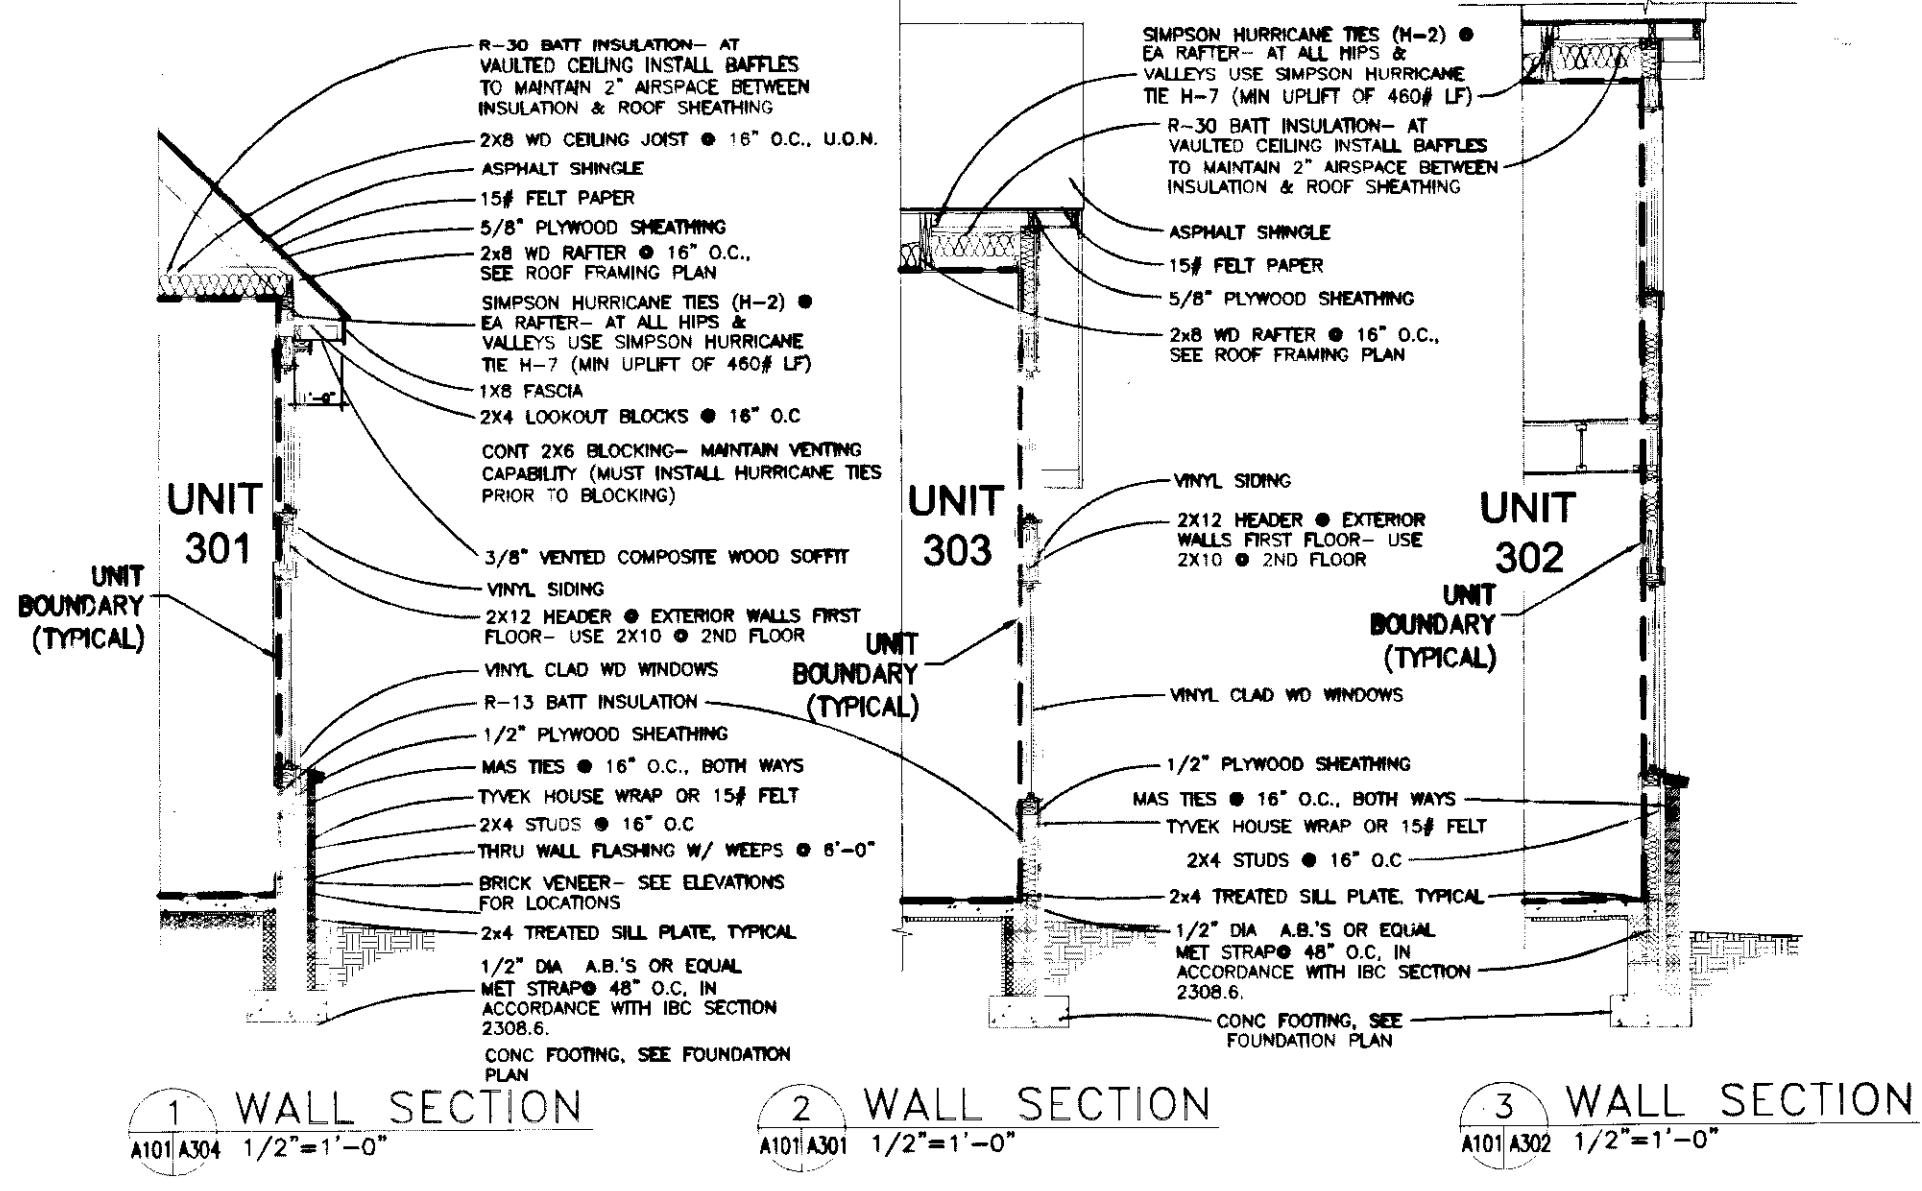 R-30 BATT INSULATION- AT
VAULTED CEILING INSTALL BAFFLES
TO MAINTAIN 2" AIRSPACE BETWEEN
INSULATION & ROOF SHEATHING
2X8 WD CEILING JOIST @ 16" O.C., U.O.N.
ASPHALT SHINGLE
15# FELT PAPER
5/8" PLYWOOD SHEATHING
2x8 WD RAFTER @ 16" O.C.,
SEE ROOF FRAMING PLAN
SIMPSON HURRICANE TIES (H-2) @
EA RAFTER- AT ALL HIPS &
VALLEYS USE SIMPSON HURRICANE
TIE H-7 (MIN UPLIFT OF 460# LF)
1X8 FASCIA
2X4 LOOKOUT BLOCKS @ 16" O.C
CONT 2X6 BLOCKING- MAINTAIN VENTING
CAPABILITY (MUST INSTALL HURRICANE TIES
PRIOR TO BLOCKING)
3/8" VENTED COMPOSITE WOOD SOFFIT
VINYL SIDING
2X12 HEADER @ EXTERIOR WALLS FIRST
FLOOR- USE 2X10 @ 2ND FLOOR
VINYL CLAD WD WINDOWS
R-13 BATT INSULATION
1/2" PLYWOOD SHEATHING
MAS TIES @ 16" O.C., BOTH WAYS
TYVEK HOUSE WRAP OR 15# FELT
2X4 STUDS @ 16" O.C
THRU WALL FLASHING W/ WEEPS @ 6'-0"
BRICK VENEER- SEE ELEVATIONS
FOR LOCATIONS
2x4 TREATED SILL PLATE, TYPICAL
1/2" DIA A.B.'S OR EQUAL
MET STRAP@ 48" O.C, IN
ACCORDANCE WITH IBC SECTION
2308.6.
CONC FOOTING, SEE FOUNDATION
PLAN
UNIT
301
UNIT
BOUNDARY
(TYPICAL)
1 WALL SECTION
A101 A304 1/2"=1'-0"
SIMPSON HURRICANE TIES (H-2) @
EA RAFTER- AT ALL HIPS &
VALLEYS USE SIMPSON HURRICANE
TIE H-7 (MIN UPLIFT OF 460# LF)
R-30 BATT INSULATION- AT
VAULTED CEILING INSTALL BAFFLES
TO MAINTAIN 2" AIRSPACE BETWEEN
INSULATION & ROOF SHEATHING
ASPHALT SHINGLE
15# FELT PAPER
5/8" PLYWOOD SHEATHING
2x8 WD RAFTER @ 16" O.C.,
SEE ROOF FRAMING PLAN
VINYL SIDING
2X12 HEADER @ EXTERIOR
WALLS FIRST FLOOR- USE
2X10 @ 2ND FLOOR
VINYL CLAD WD WINDOWS
1/2" PLYWOOD SHEATHING
MAS TIES @ 16" O.C., BOTH WAYS
TYVEK HOUSE WRAP OR 15# FELT
2X4 STUDS @ 16" O.C
2x4 TREATED SILL PLATE, TYPICAL
1/2" DIA A.B.'S OR EQUAL
MET STRAP@ 48" O.C, IN
ACCORDANCE WITH IBC SECTION
2308.6.
CONC FOOTING, SEE
FOUNDATION PLAN
UNIT
303
UNIT
BOUNDARY
(TYPICAL)
2 WALL SECTION
A101 A301 1/2"=1'-0"
UNIT
302
UNIT
BOUNDARY
(TYPICAL)
3 WALL SECTION
A101 A302 1/2"=1'-0"